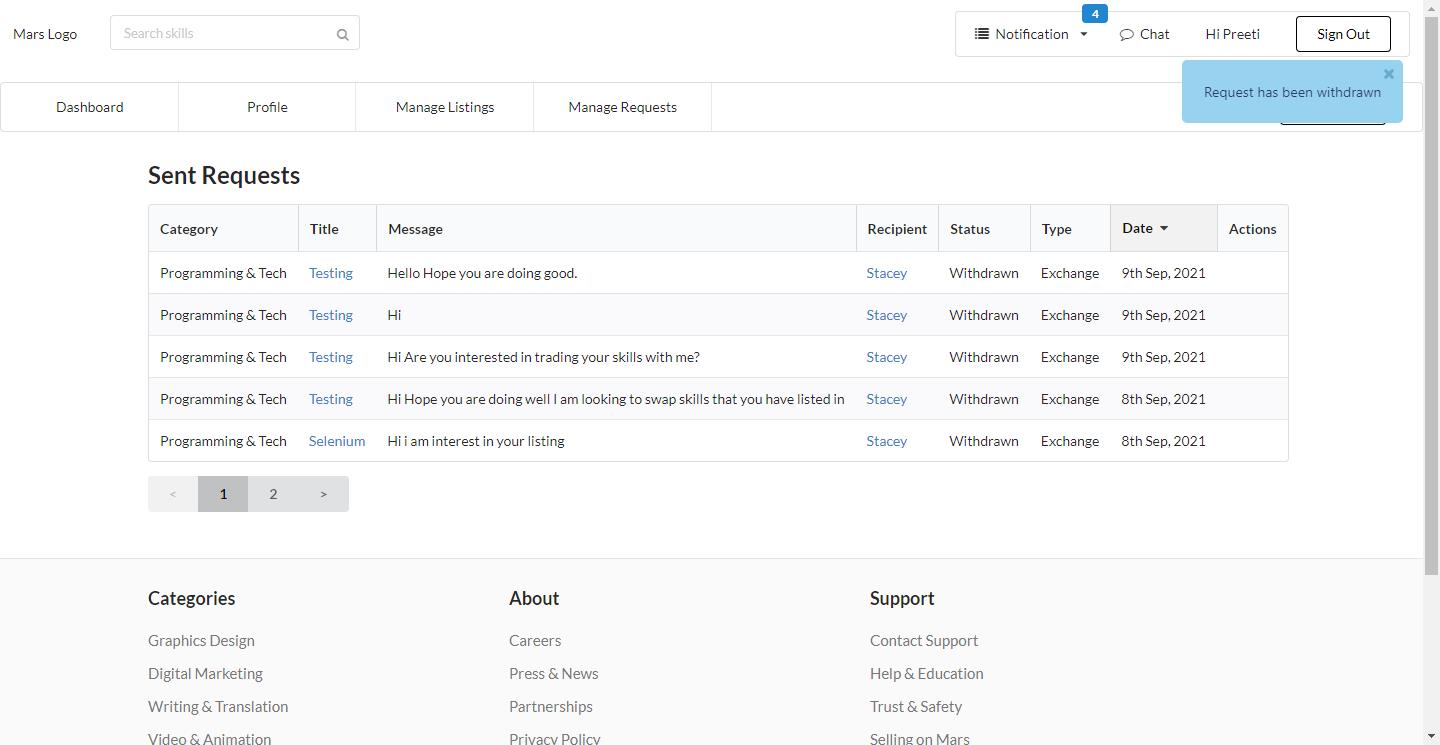 4
Mars Logo Search skills Notification Chat Hi Preeti Sign Out
Request has been withdrawn
Dashboard Profile Manage Listings Manage Requests
Sent Requests
Category Title Message Recipient Status Type Date Actions
Programming & Tech Testing Hello Hope you are doing good. Stacey Withdrawn Exchange 9th Sep, 2021
Programming & Tech Testing Hi Stacey Withdrawn Exchange 9th Sep, 2021
Programming & Tech Testing Hi Are you interested in trading your skills with me? Stacey Withdrawn Exchange 9th Sep, 2021
Programming & Tech Testing Hi Hope you are doing well I am looking to swap skills that you have listed in Stacey Withdrawn Exchange 8th Sep, 2021
Programming & Tech Selenium Hi i am interest in your listing Stacey Withdrawn Exchange 8th Sep, 2021
< 1 2 >
Categories About Support
Graphics Design Careers Contact Support
Digital Marketing Press & News Help & Education
Writing & Translation Partnerships Trust & Safety
Video & Animation Privacy Policy Selling on Mars